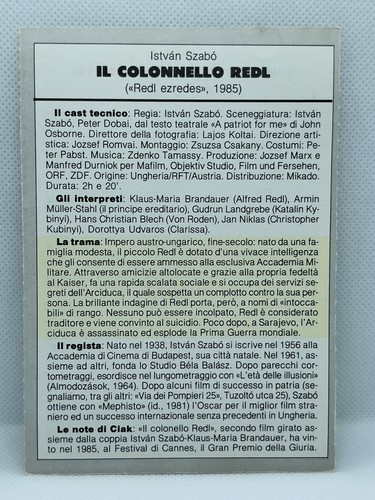 István Szabó
IL COLONNELLO REDL
(«Redl ezredes», 1985)
Il cast tecnico: Regia: István Szabó. Sceneggiatura: István
Szabó, Peter Dobai, dal testo teatrale «A patriot for me» di John
Osborne. Direttore della fotografia: Lajos Koltai. Direzione arti-
stica: Jozsef Romvai. Montaggio: Zsuzsa Csakany. Costumi: Pe-
ter Pabst. Musica: Zdenko Tamassy. Produzione: Jozsef Marx e
Manfred Durniok per Mafilm, Objektiv Studio, Film und Fersehen,
ORF, ZDF. Origine: Ungheria/RFT/Austria. Distribuzione: Mikado.
Durata: 2h e 20'.
Gli interpreti: Klaus-Maria Brandauer (Alfred Redl), Armin
Müller-Stahl (il principe ereditario), Gudrun Landgrebe (Katalin Ky-
binyi), Hans Christian Blech (Von Roden), Jan Niklas (Christopher
Kubinyi), Dorottya Udvaros (Clarissa).
La trama: Impero austro-ungarico, fine-secolo: nato da una fa-
miglia modesta, il piccolo Redl è dotato d'una vivace intelligenza
che gli consente di essere ammesso alla esclusiva Accademia Mi-
litare. Attraverso amicizie altolocate e grazie alla propria fedeltà
al Kaiser, fa una rapida scalata sociale e si occupa dei servizi se-
greti dell'Arciduca, il quale sospetta un complotto contro la sua per-
sona. La brillante indagine di Redl porta, però, a nomi di «intocca-
bili» di rango. Nessuno può essere incolpato, Redl è considerato
traditore e viene convinto al suicidio. Poco dopo, a Sarajevo, l'Ar-
ciduca è assassinato ed esplode la Prima Guerra mondiale.
Il regista: Nato nel 1938, István Szabó si iscrive nel 1956 alla
Accademia di Cinema di Budapest, sua città natale. Nel 1961, as-
sieme ad altri, fonda lo Studio Béla Balász. Dopo parecchi cor-
tometraggi, esordisce nel lungometraggio con «L'età delle illusioni»
(Almodózások, 1964). Dopo alcuni film di successo in patria (se-
gnaliamo, tra gli altri: «Via dei Pompieri 25», Tuzoltó utca 25), Szabó
ottiene con «Mephisto» (id., 1981) l'Oscar per il miglior film stra-
niero ed un successo internazionale senza precedenti in Ungheria.
Le note di Ciak: «Il colonello Redl», secondo film girato as-
sieme dalla coppia István Szabó-Klaus-Maria Brandauer, ha vin-
to nel 1985, al Festival di Cannes, il Gran Premio della Giuria.